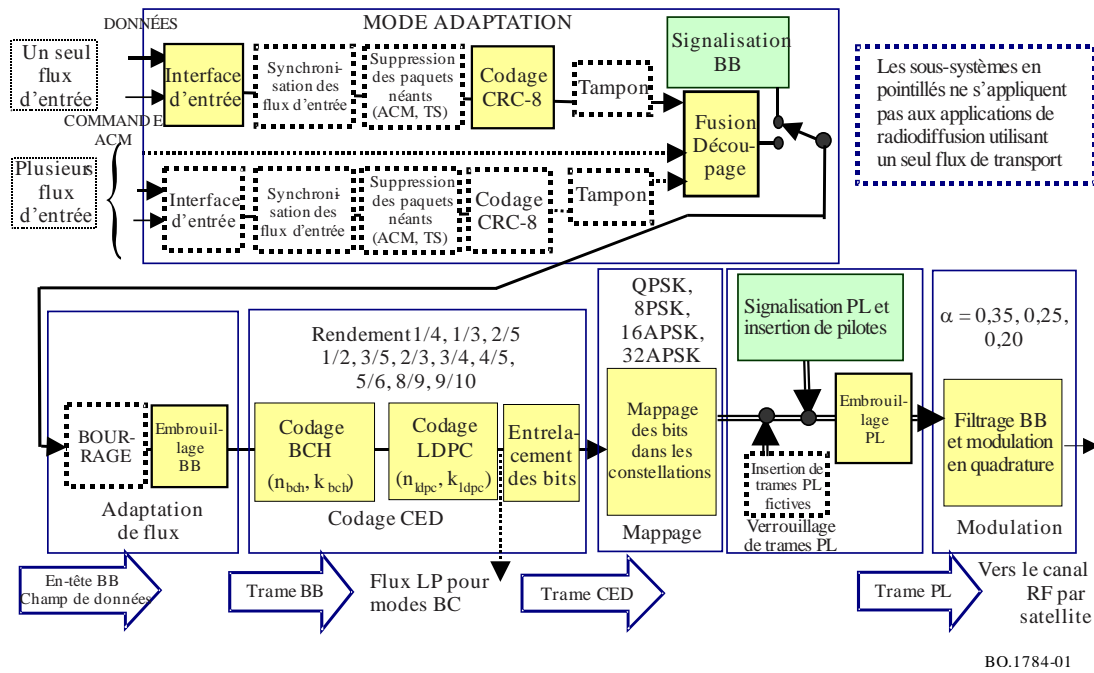 DONNÉES
MODE ADAPTATION
Un seul
flux
d'entrée
Interface
d'entrée
Synchroni-
sation des
flux d'entrée
Suppression
des paquets
néants
(ACM, TS)
Codage
CRC-8
Tampon
Signalisation
BB
Fusion
Décou-
page
Les sous-systèmes en
pointillés ne s'appliquent
pas aux applications de
radiodiffusion utilisant
un seul flux de transport
COMMANDE
ACM
Plusieurs
flux
d'entrée
Interface
d'entrée
Synchroni-
sation des
flux d'entrée
Suppression
des paquets
néants
(ACM, TS)
Codage
CRC-8
Tampon
BOUR-
RAGE
Embrouil-
lage
BB
Adaptation
de flux
Rendement 1/4, 1/3, 2/5
1/2, 3/5, 2/3, 3/4, 4/5,
5/6, 8/9, 9/10
Codage
BCH
(nbch, kbch)
Codage
LDPC
(nldpc, kldpc)
Entrela-
cement
des bits
Codage CED
QPSK,
8PSK,
16APSK,
32APSK
Mappage
des bits
dans les
constellations
Mappage
Signalisation PL et
insertion de pilotes
Insertion de
trames PL
fictives
Embrouil-
lage
PL
Verrouillage
de trames PL
α = 0,35, 0,25,
0,20
Filtrage BB
et modulation
en quadrature
Modulation
En-tête BB
Champ de données
Trame BB
Flux LP pour
modes BC
Trame CED
Trame PL
Vers le canal
RF par
satellite
BO.1784-01